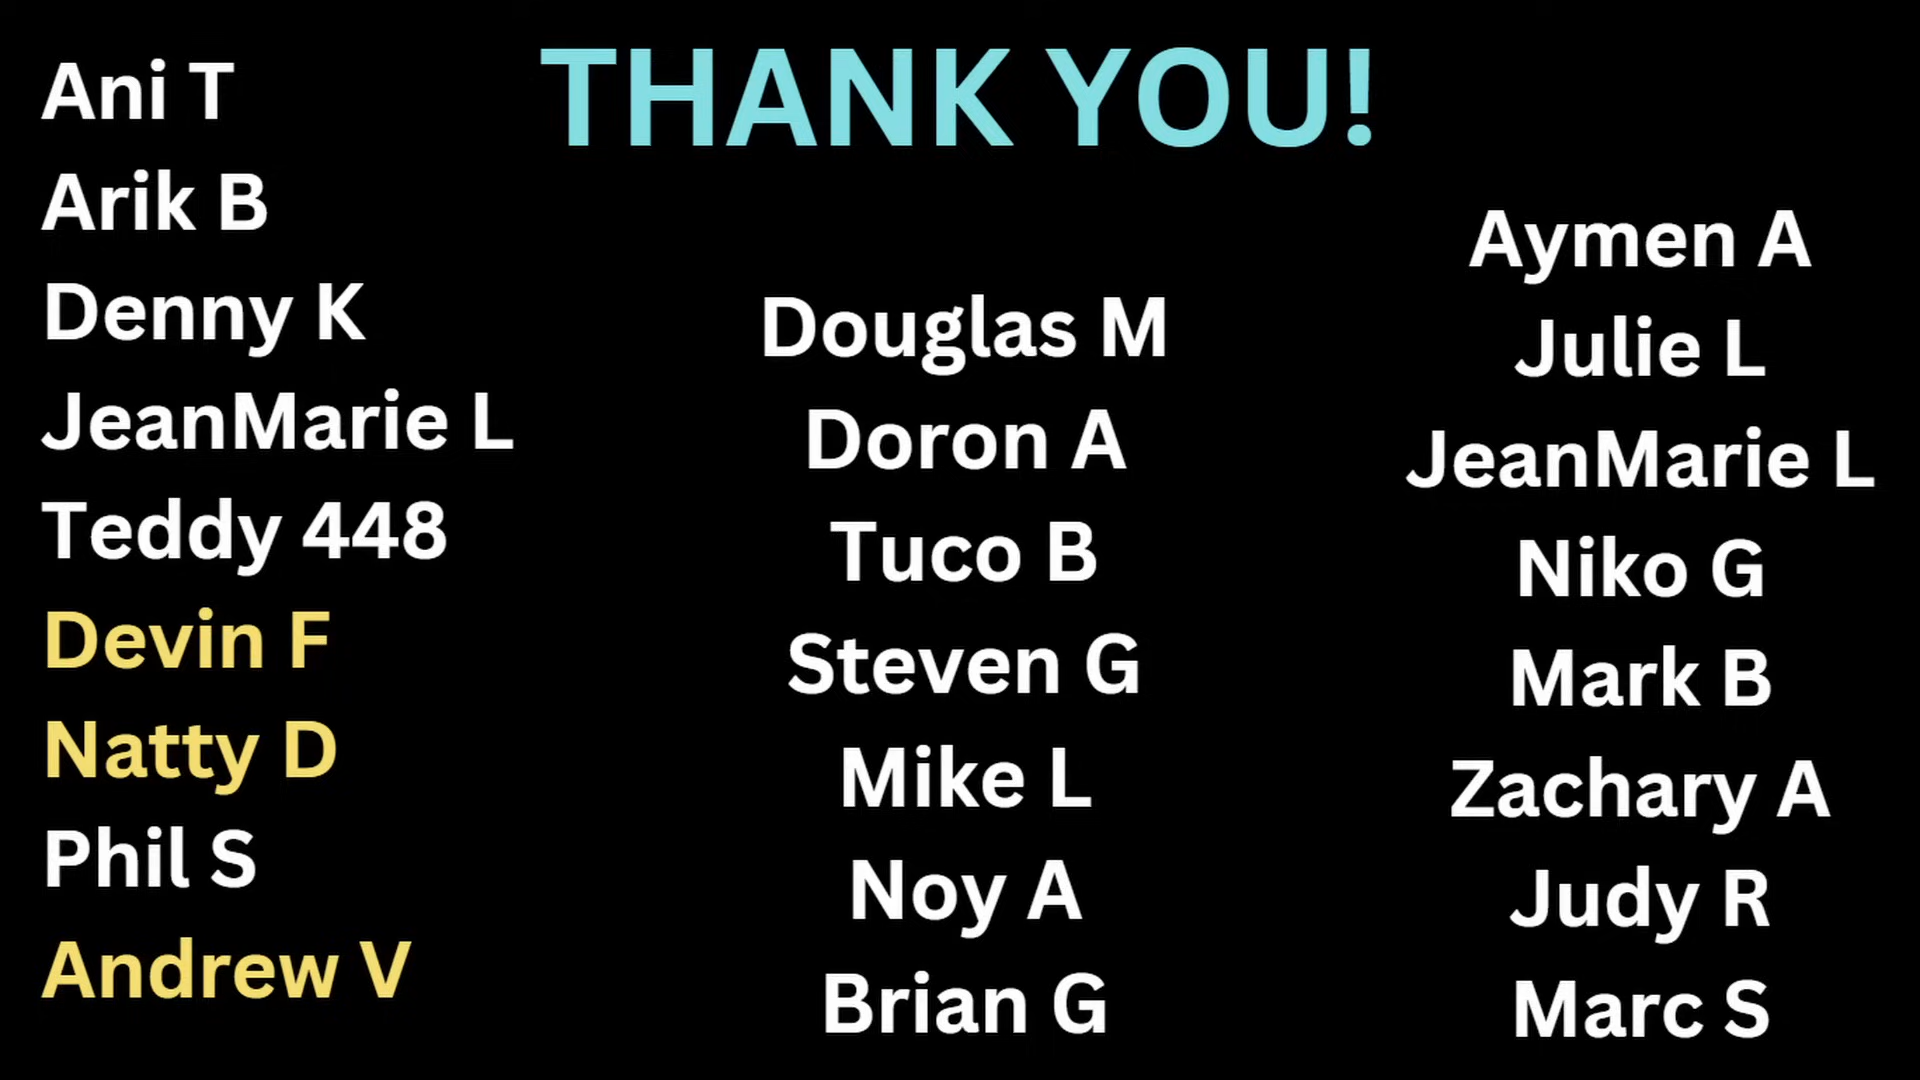 THANK YOU!
Ani T
Arik B
Denny K
JeanMarie L
Teddy 448
Devin F
Natty D
Phil S
Andrew V
Douglas M
Doron A
Tuco B
Steven G
Mike L
Noy A
Brian G
Aymen A
Julie L
JeanMarie L
Niko G
Mark B
Zachary A
Judy R
Marc S